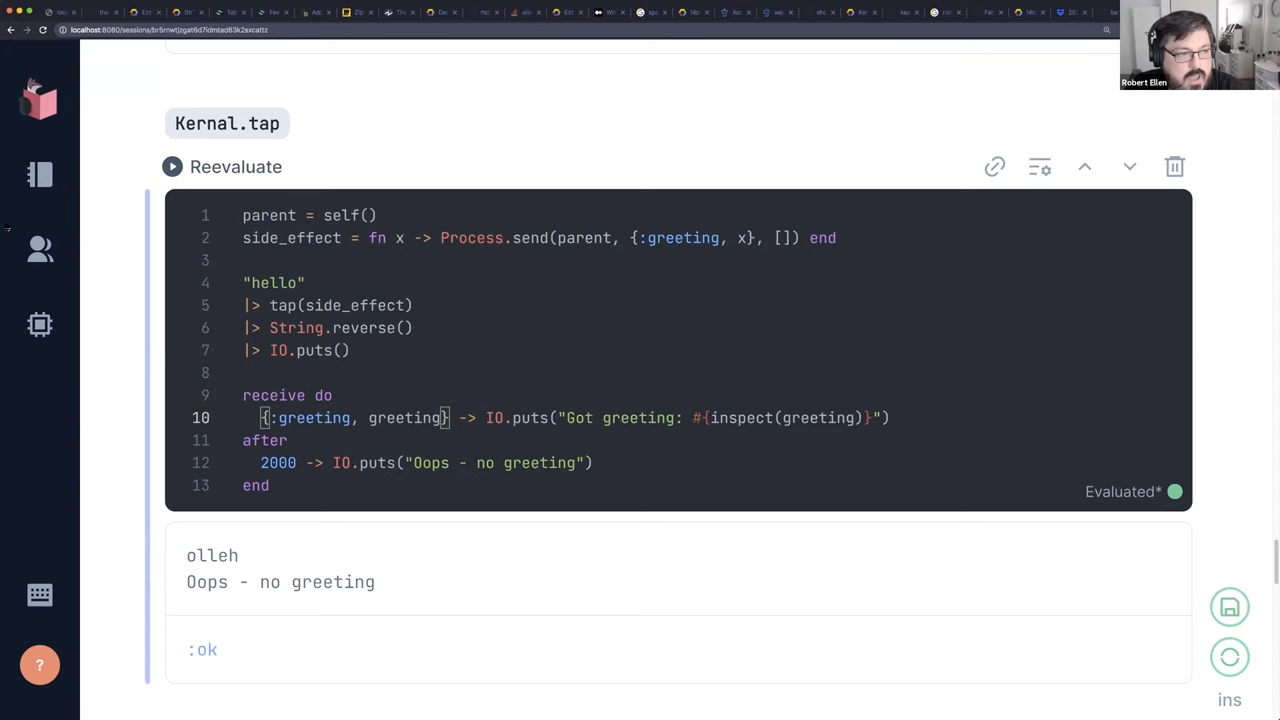 localhost:8080/sessions/br5rnwtjzgat6d7idmtad63k2sxcattz
Robert Ellen
Kernal.tap
Reevaluate
1 parent = self()
2 side_effect = fn x -> Process.send(parent, {:greeting, x}, []) end
3
4 "hello"
5 |> tap(side_effect)
6 |> String.reverse()
7 |> IO.puts()
8
9 receive do
10 {:greeting, greeting} -> IO.puts("Got greeting: #{inspect(greeting)}")
11 after
12 2000 -> IO.puts("Oops - no greeting")
13 end
Evaluated*
olleh
Oops - no greeting
:ok
?
ins